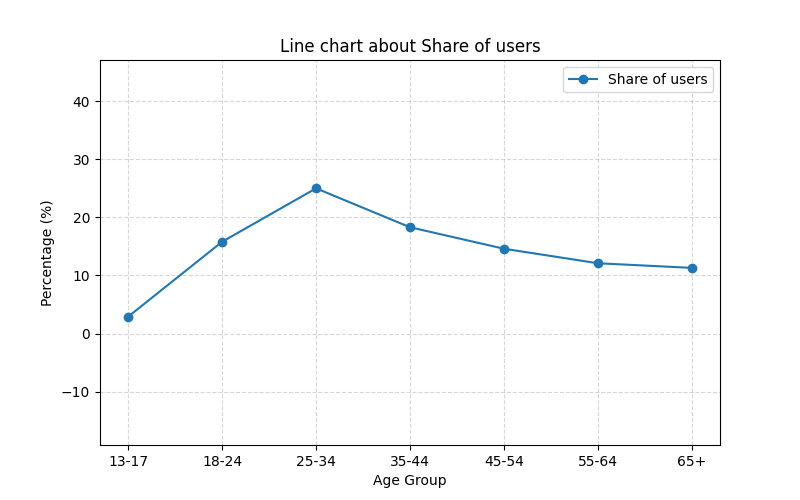 Line chart about Share of users
Share of users
40
30
20
10
0
−10
Percentage (%)
13-17 18-24 25-34 35-44 45-54 55-64 65+
Age Group